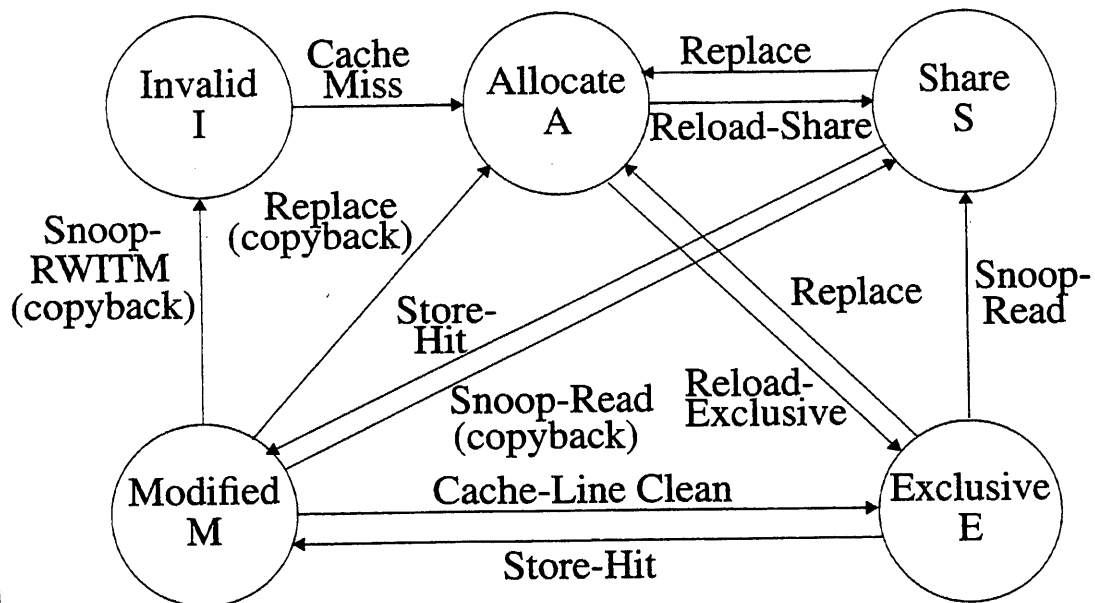 Invalid
I
Cache
Miss
Allocate
A
Replace
Reload-Share
Share
S
Snoop-
RWITM
(copyback)
Replace
(copyback)
Store-
Hit
Snoop-Read
(copyback)
Reload-
Exclusive
Replace
Snoop-
Read
Modified
M
Cache-Line Clean
Store-Hit
Exclusive
E